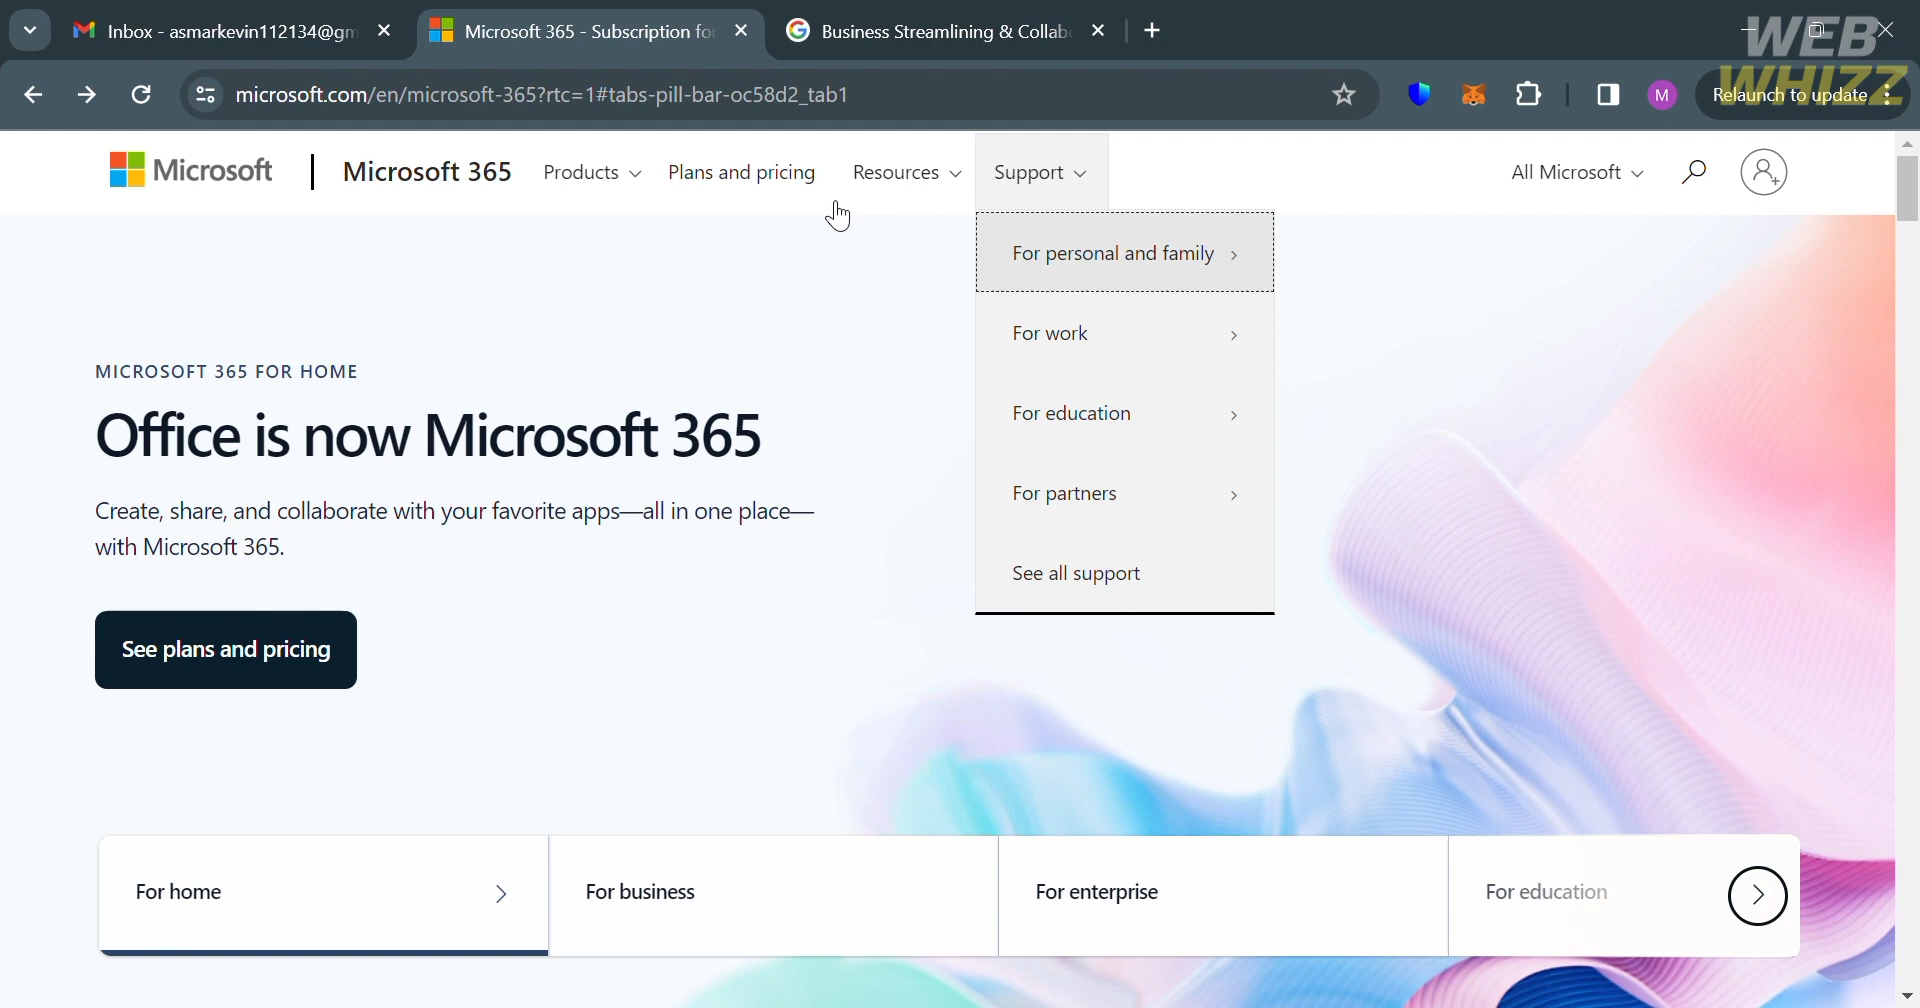 Inbox - asmarkevin112134@gm
Microsoft 365 - Subscription for
Business Streamlining & Collab
WEB
WHIZZ
microsoft.com/en/microsoft-365?rtc=1#tabs-pill-bar-oc58d2_tab1
M
Relaunch to update
Microsoft
Microsoft 365
Products
Plans and pricing
Resources
Support
All Microsoft
For personal and family
For work
For education
For partners
See all support
MICROSOFT 365 FOR HOME
Office is now Microsoft 365
Create, share, and collaborate with your favorite apps—all in one place—
with Microsoft 365.
See plans and pricing
For home
For business
For enterprise
For education